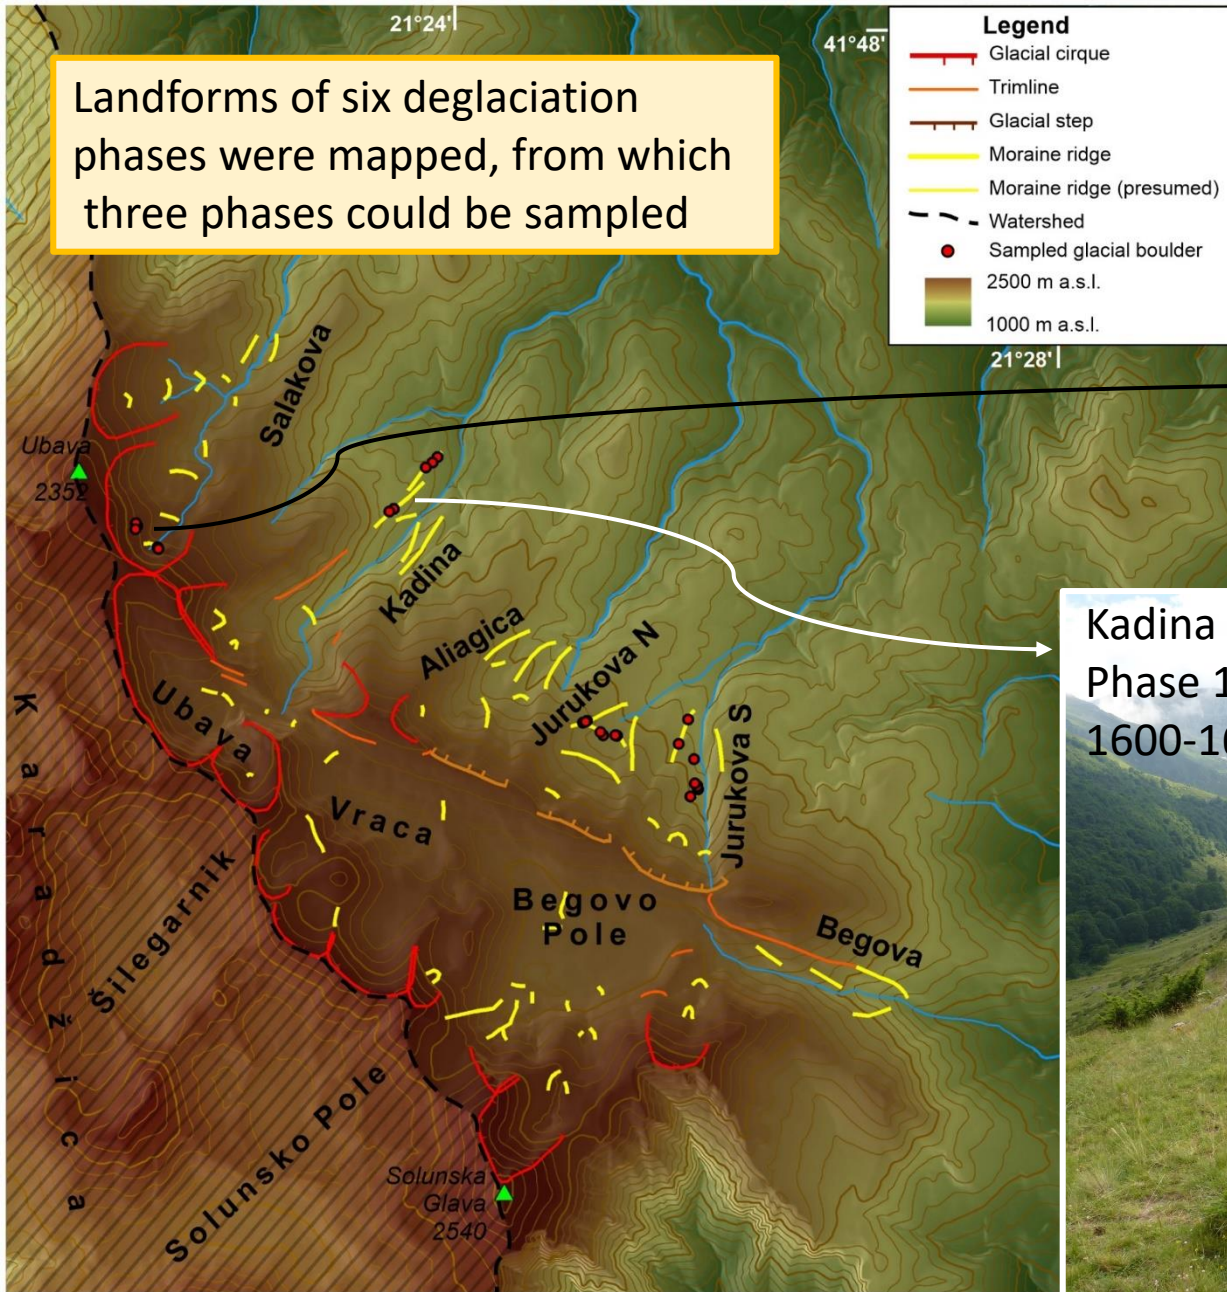 21°24'
41°48'
Landforms of six deglaciation
phases were mapped, from which
three phases could be sampled
Legend
Glacial cirque
Trimline
Glacial step
Moraine ridge
Moraine ridge (presumed)
Watershed
Sampled glacial boulder
2500 m a.s.l.
1000 m a.s.l.
21°28'
Salakova
Ubava
2352
Kadina
Aliagica
Jurukova N
Jurukova S
Kadina
Phase 1
1600-16
Ubava
Vraca
Karadžica
Šilegarnik
Begovo
Pole
Begova
Solunsko Pole
Solunska
Glava
2540